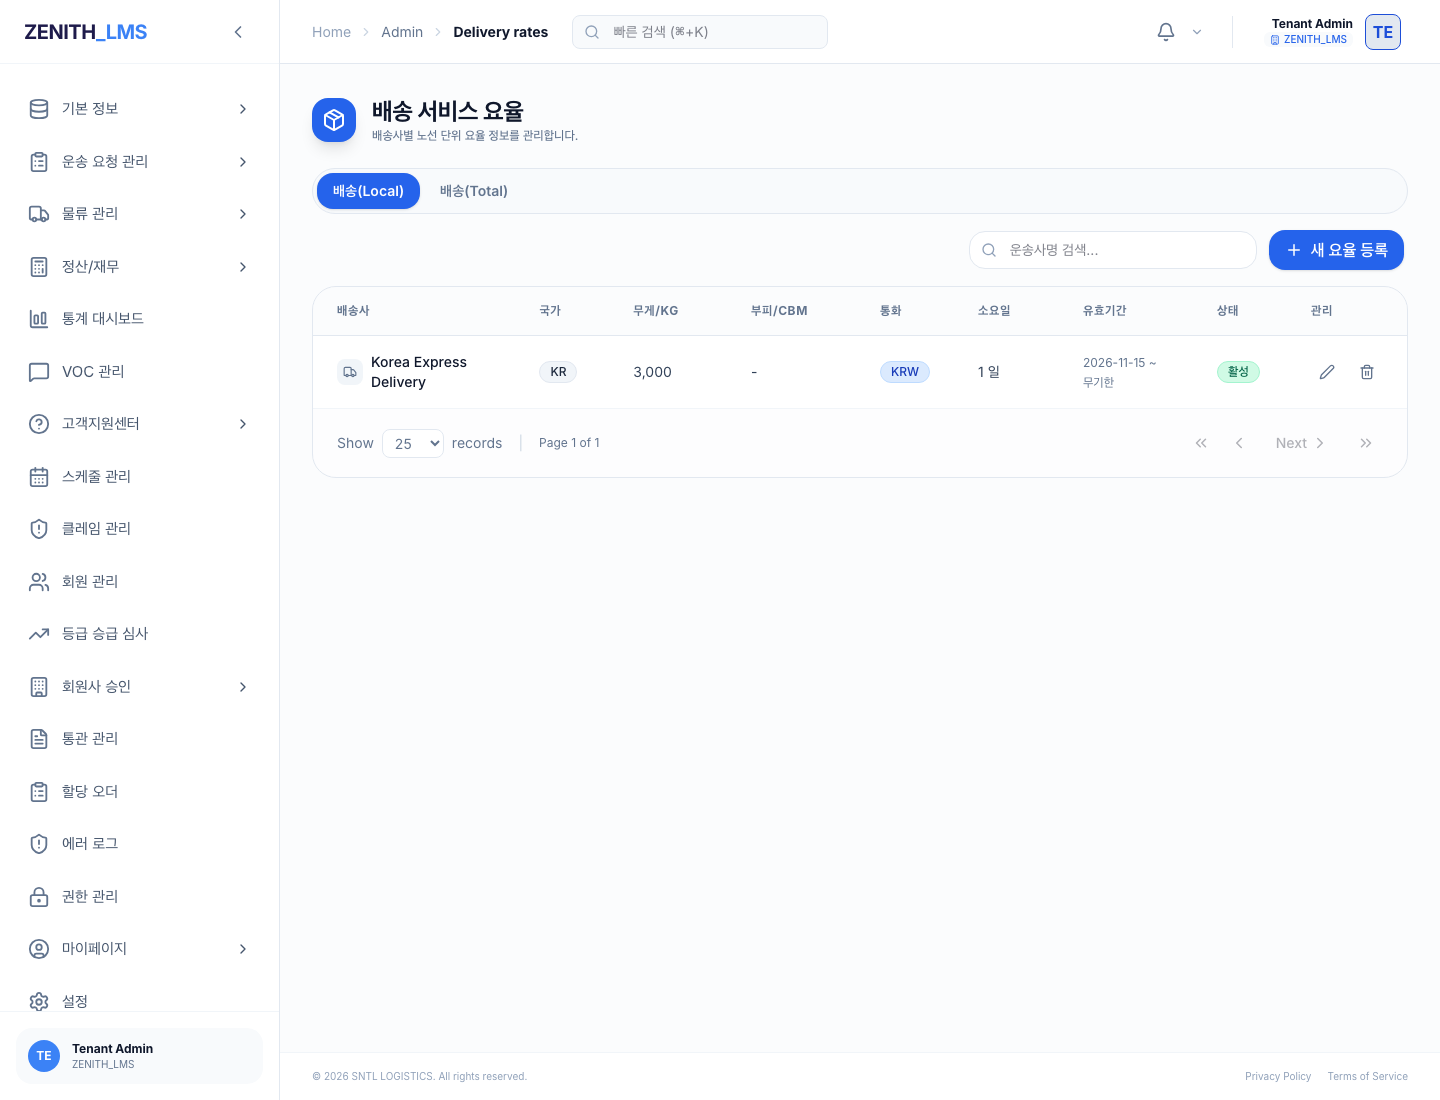 ZENITH_LMS
Home
Admin
Delivery rates
빠른 검색 (⌘+K)
Tenant Admin
ZENITH_LMS
TE
기본 정보
운송 요청 관리
물류 관리
정산/재무
통계 대시보드
VOC 관리
고객지원센터
스케줄 관리
클레임 관리
회원 관리
등급 승급 심사
회원사 승인
통관 관리
할당 오더
에러 로그
권한 관리
마이페이지
설정
TE
Tenant Admin
ZENITH_LMS
배송 서비스 요율
배송사별 노선 단위 요율 정보를 관리합니다.
배송(Local)
배송(Total)
운송사명 검색...
새 요율 등록
배송사 국가 무게/KG 부피/CBM 통화 소요일 유효기간 상태 관리
Korea Express
Delivery
KR
3,000
-
KRW
1 일
2026-11-15 ~
무기한
활성
Show 25 records | Page 1 of 1
Next
© 2026 SNTL LOGISTICS. All rights reserved.
Privacy Policy
Terms of Service